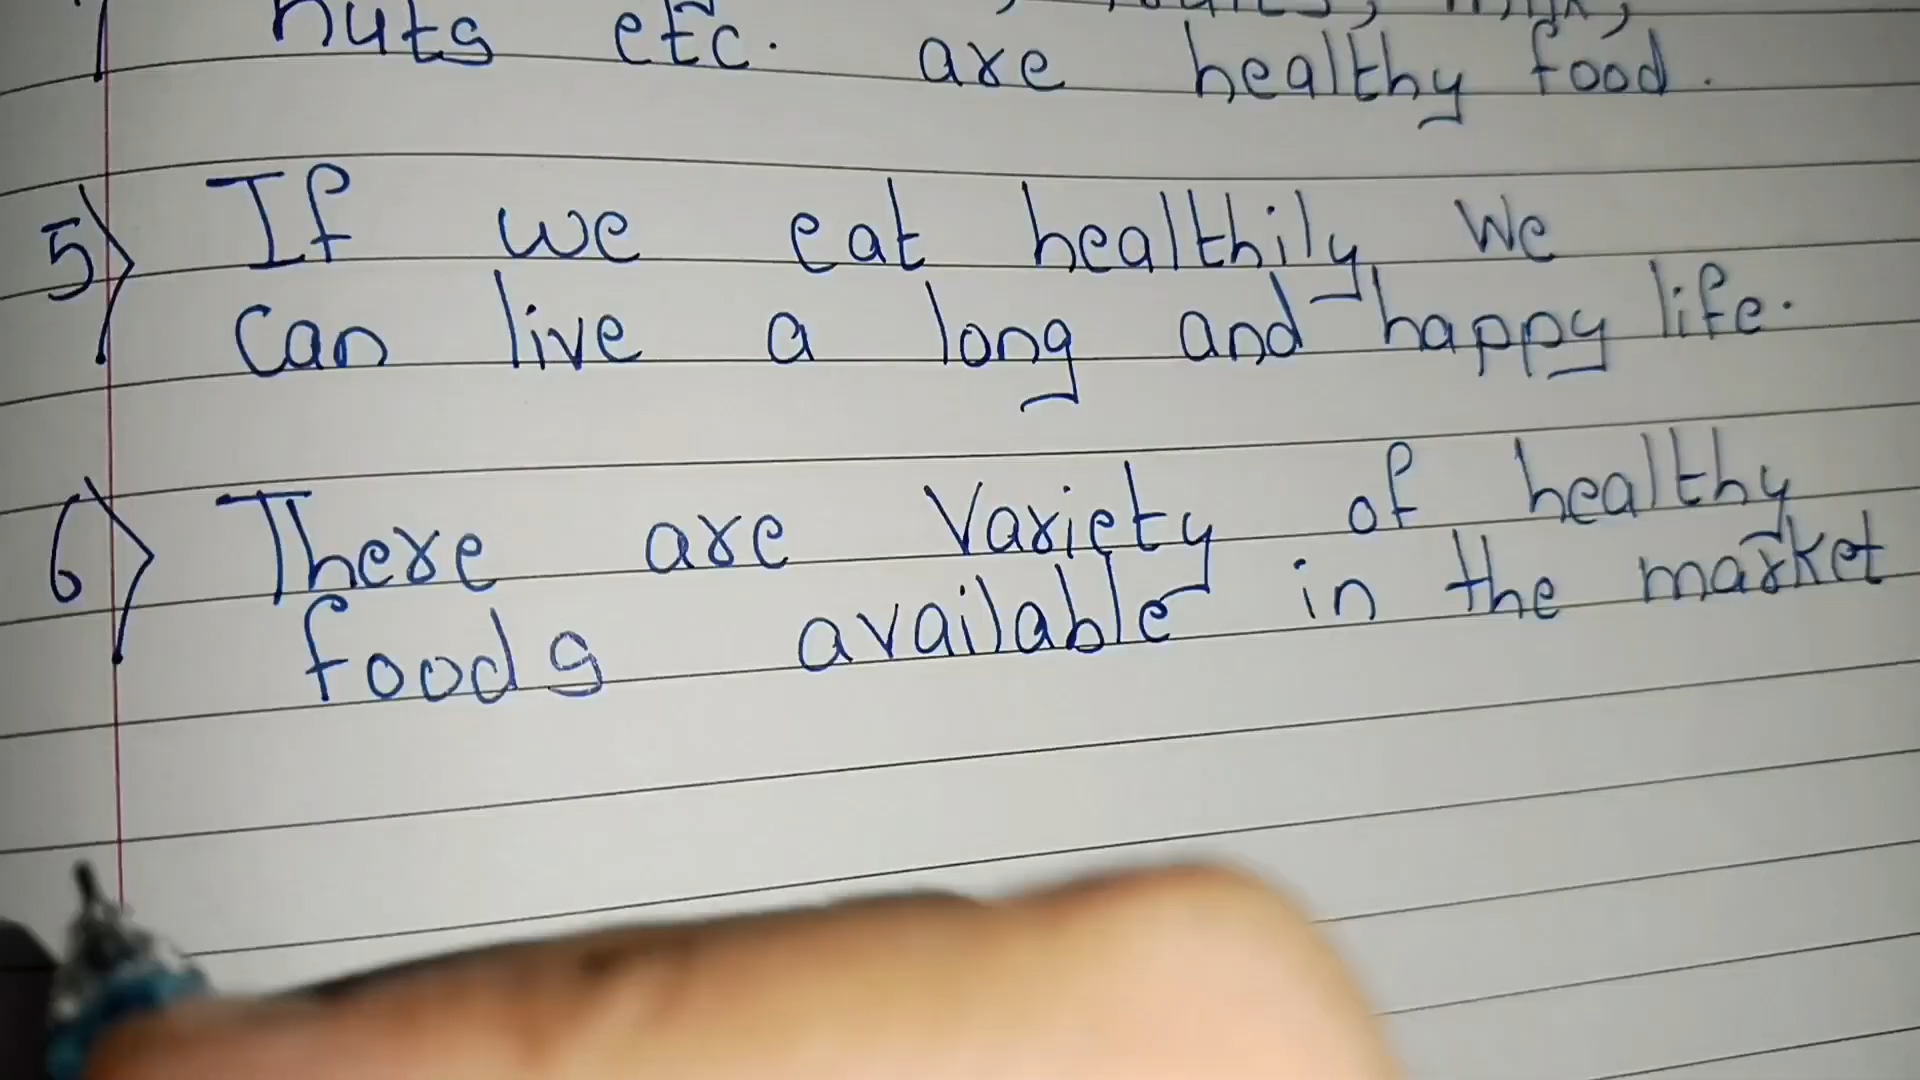 nuts etc. are healthy food.
5) If we eat healthily we
can live a long and happy life.
6) There are Variety of healthy
foods available in the market